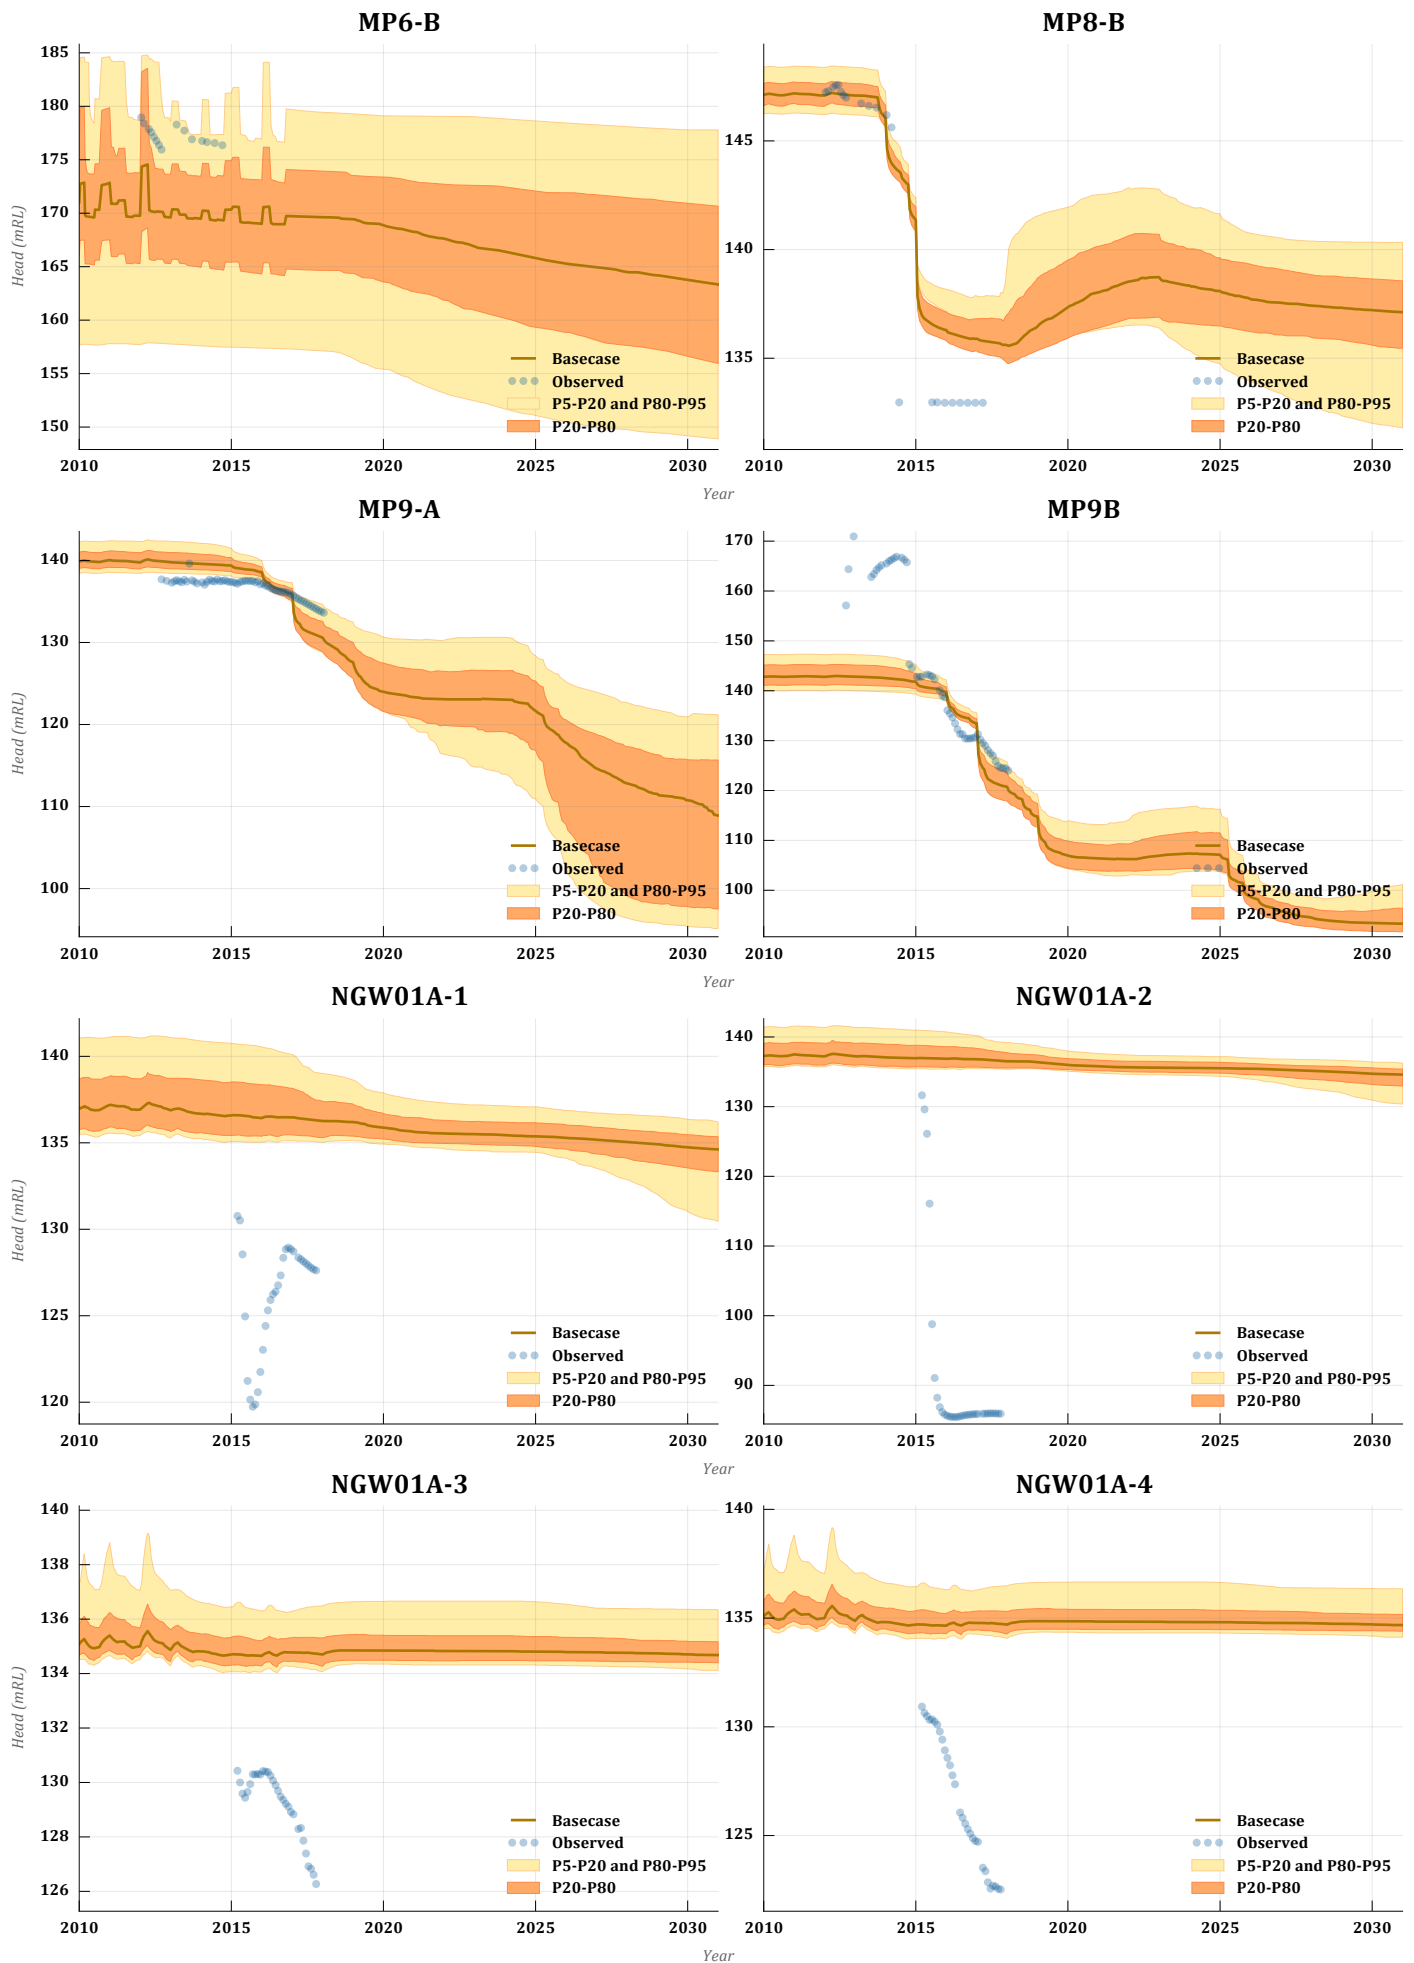 MP6-B
185
180
175
170
165
160
155
150
Head (mRL)
Basecase
Observed
P5-P20 and P80-P95
P20-P80
2010 2015 2020 2025 2030
MP8-B
145
140
135
Basecase
Observed
P5-P20 and P80-P95
P20-P80
2010 2015 2020 2025 2030
Year
MP9-A
140
130
120
110
100
Head (mRL)
Basecase
Observed
P5-P20 and P80-P95
P20-P80
2010 2015 2020 2025 2030
MP9B
170
160
150
140
130
120
110
100
Basecase
Observed
P5-P20 and P80-P95
P20-P80
2010 2015 2020 2025 2030
Year
NGW01A-1
140
135
130
125
120
Head (mRL)
Basecase
Observed
P5-P20 and P80-P95
P20-P80
2010 2015 2020 2025 2030
NGW01A-2
140
130
120
110
100
90
Basecase
Observed
P5-P20 and P80-P95
P20-P80
2010 2015 2020 2025 2030
Year
NGW01A-3
140
138
136
134
132
130
128
126
Head (mRL)
Basecase
Observed
P5-P20 and P80-P95
P20-P80
2010 2015 2020 2025 2030
NGW01A-4
140
135
130
125
Basecase
Observed
P5-P20 and P80-P95
P20-P80
2010 2015 2020 2025 2030
Year